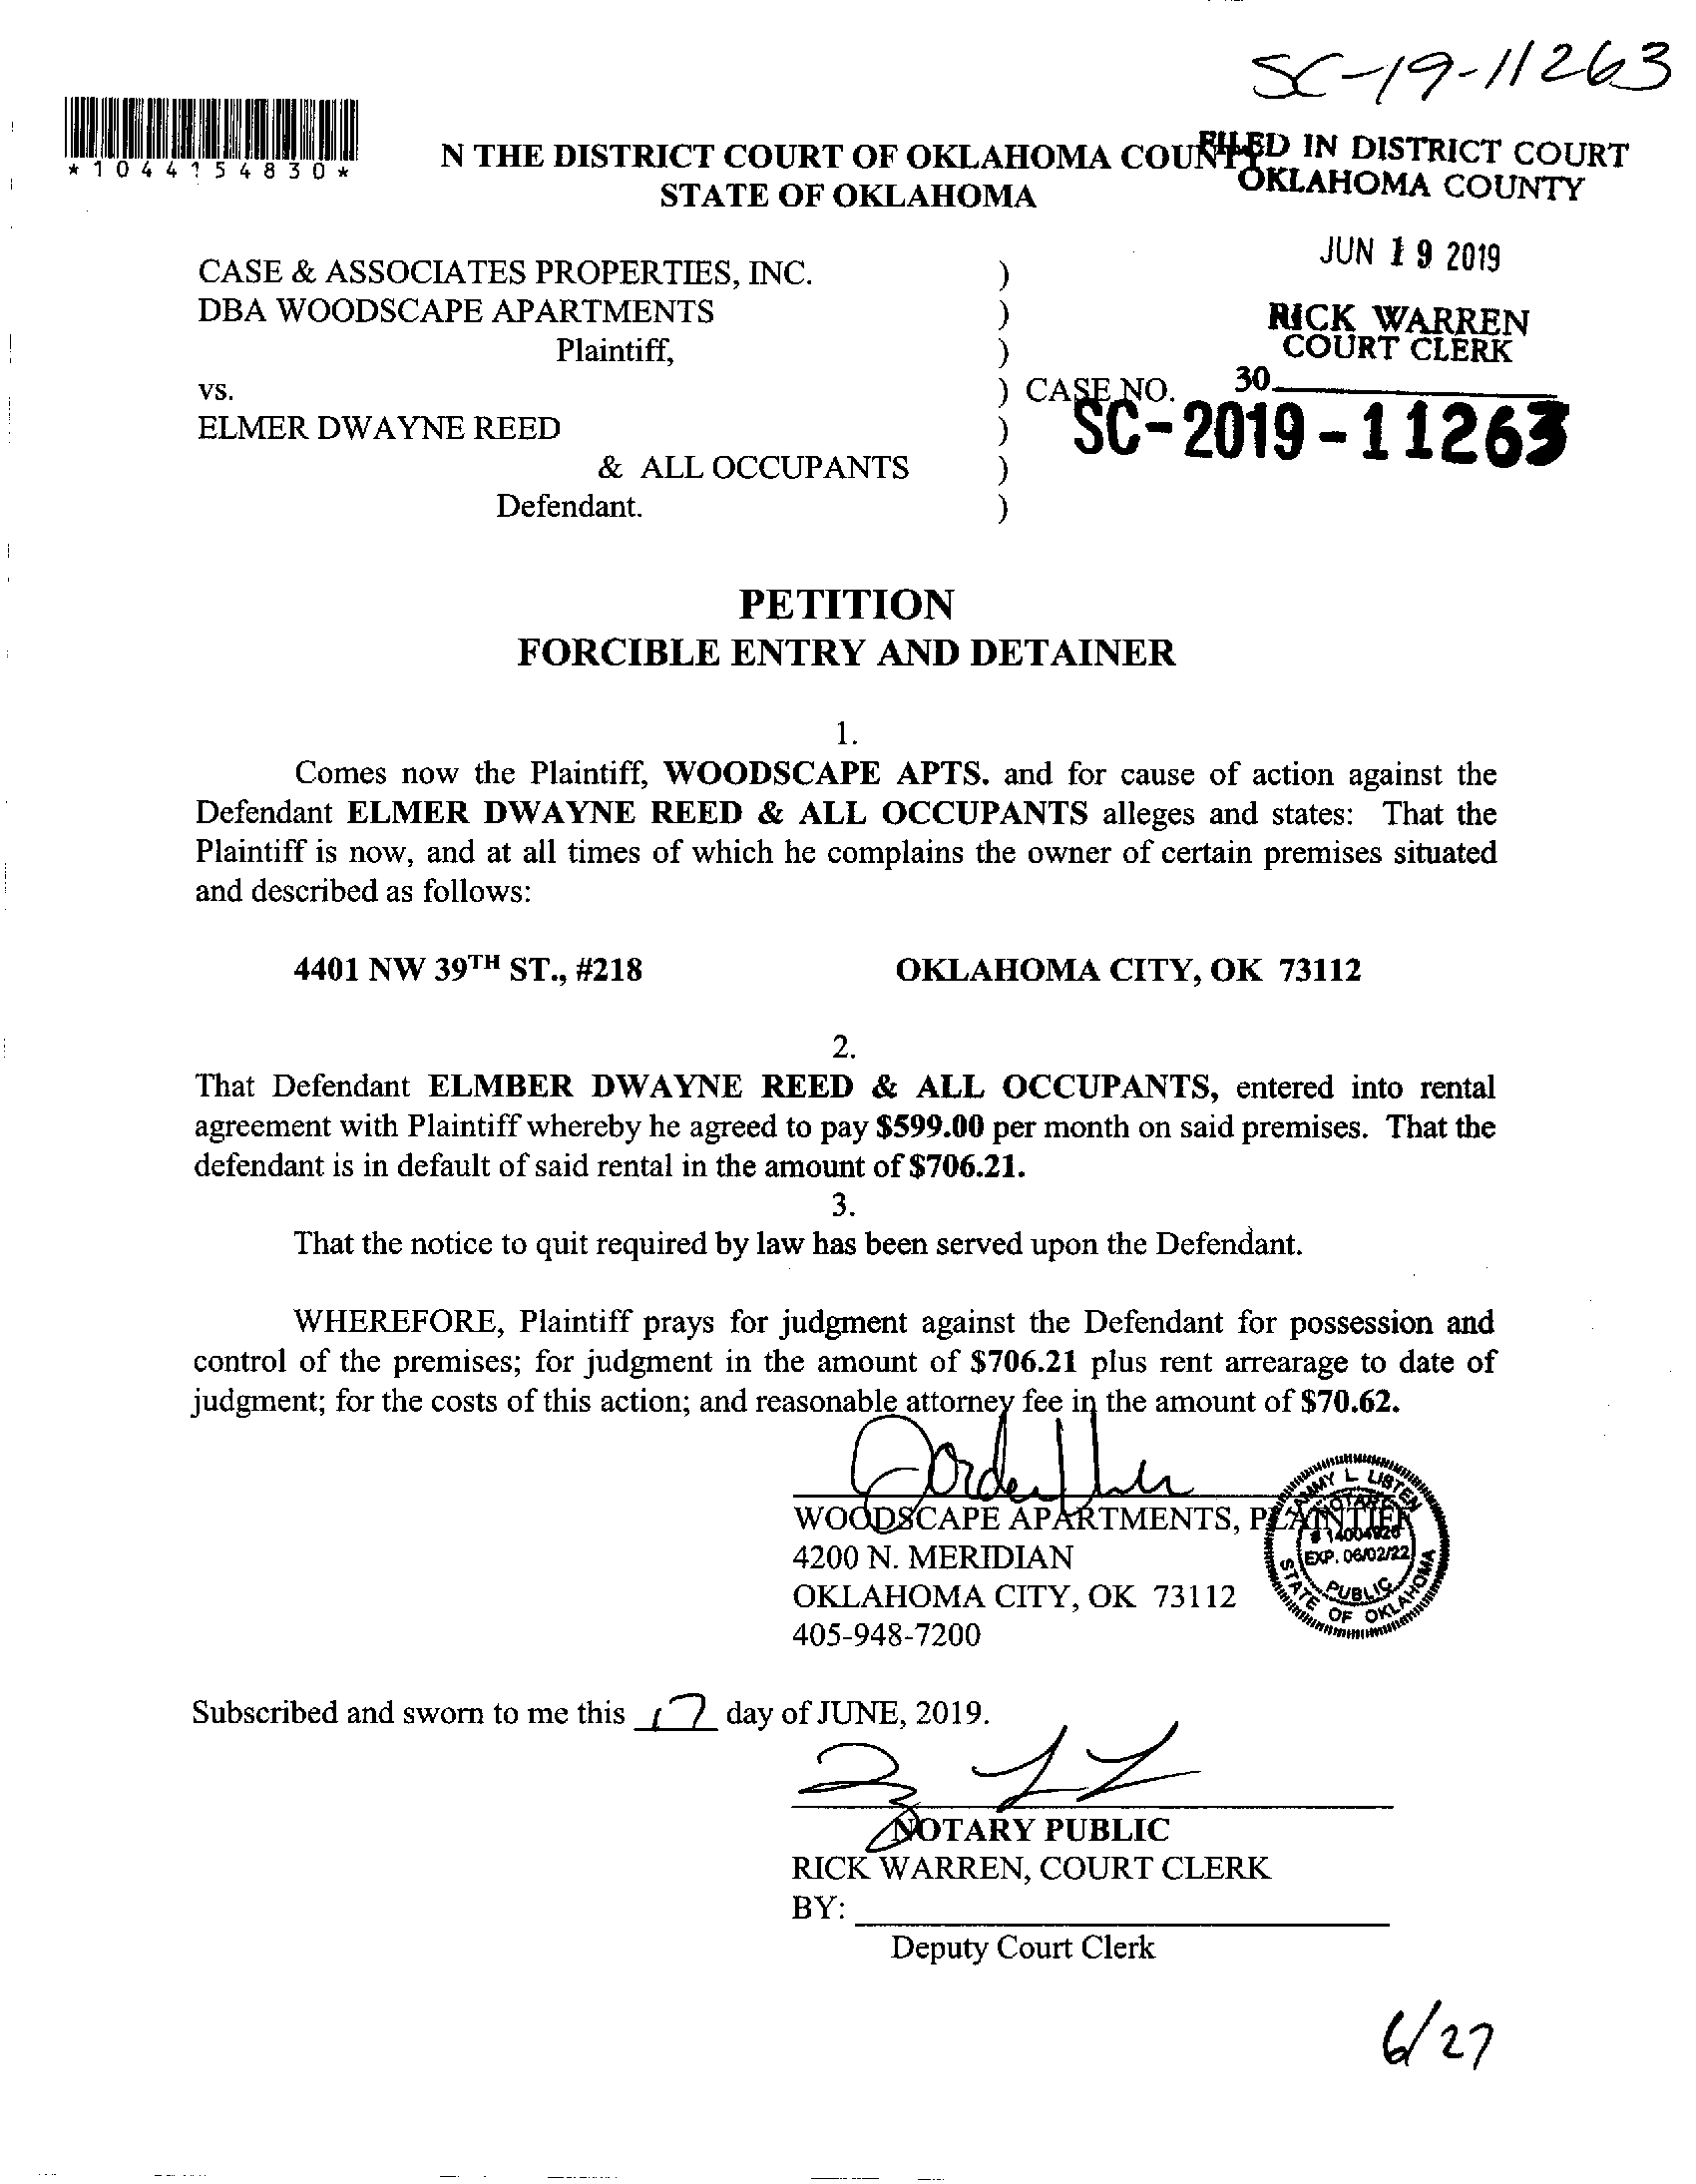 SC-19-11263
*1044154830*
N THE DISTRICT COURT OF OKLAHOMA COUNTY
STATE OF OKLAHOMA
FILED IN DISTRICT COURT
OKLAHOMA COUNTY
JUN 19 2019
RICK WARREN
COURT CLERK
30
CASE & ASSOCIATES PROPERTIES, INC. )
DBA WOODSCAPE APARTMENTS )
Plaintiff, )
vs. ) CASE NO.
SC-2019-11263
ELMER DWAYNE REED )
& ALL OCCUPANTS )
Defendant. )
PETITION
FORCIBLE ENTRY AND DETAINER
1.
Comes now the Plaintiff, WOODSCAPE APTS. and for cause of action against the
Defendant ELMER DWAYNE REED & ALL OCCUPANTS alleges and states: That the
Plaintiff is now, and at all times of which he complains the owner of certain premises situated
and described as follows:
4401 NW 39TH ST., #218 OKLAHOMA CITY, OK 73112
2.
That Defendant ELMBER DWAYNE REED & ALL OCCUPANTS, entered into rental
agreement with Plaintiff whereby he agreed to pay $599.00 per month on said premises. That the
defendant is in default of said rental in the amount of $706.21.
3.
That the notice to quit required by law has been served upon the Defendant.
WHEREFORE, Plaintiff prays for judgment against the Defendant for possession and
control of the premises; for judgment in the amount of $706.21 plus rent arrearage to date of
judgment; for the costs of this action; and reasonable attorney fee in the amount of $70.62.
WOODSCAPE APARTMENTS, PLAINTIFF
4200 N. MERIDIAN
OKLAHOMA CITY, OK 73112
405-948-7200
TAMMY L LISTEN
NOTARY
# 14004926
EXP. 06/02/22
PUBLIC
STATE OF OKLAHOMA
Subscribed and sworn to me this 17 day of JUNE, 2019.
NOTARY PUBLIC
RICK WARREN, COURT CLERK
BY:
Deputy Court Clerk
6/27